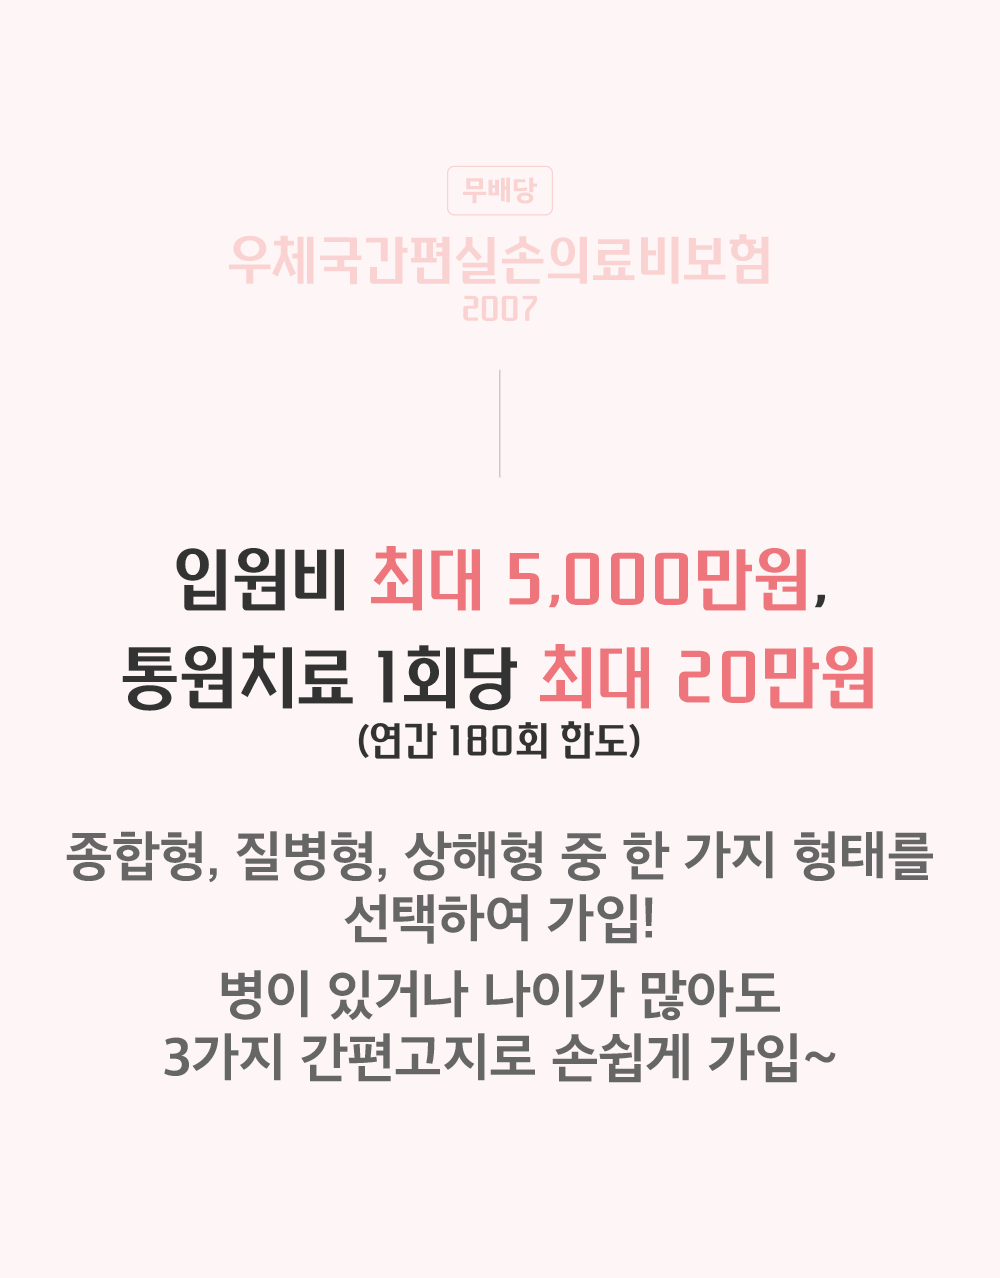 무배당
우체국간편실손의료비보험
2007
입원비 최대 5,000만원,
통원치료 1회당 최대 20만원
(연간 180회 한도)
종합형, 질병형, 상해형 중 한 가지 형태를
선택하여 가입!
병이 있거나 나이가 많아도
3가지 간편고지로 손쉽게 가입~